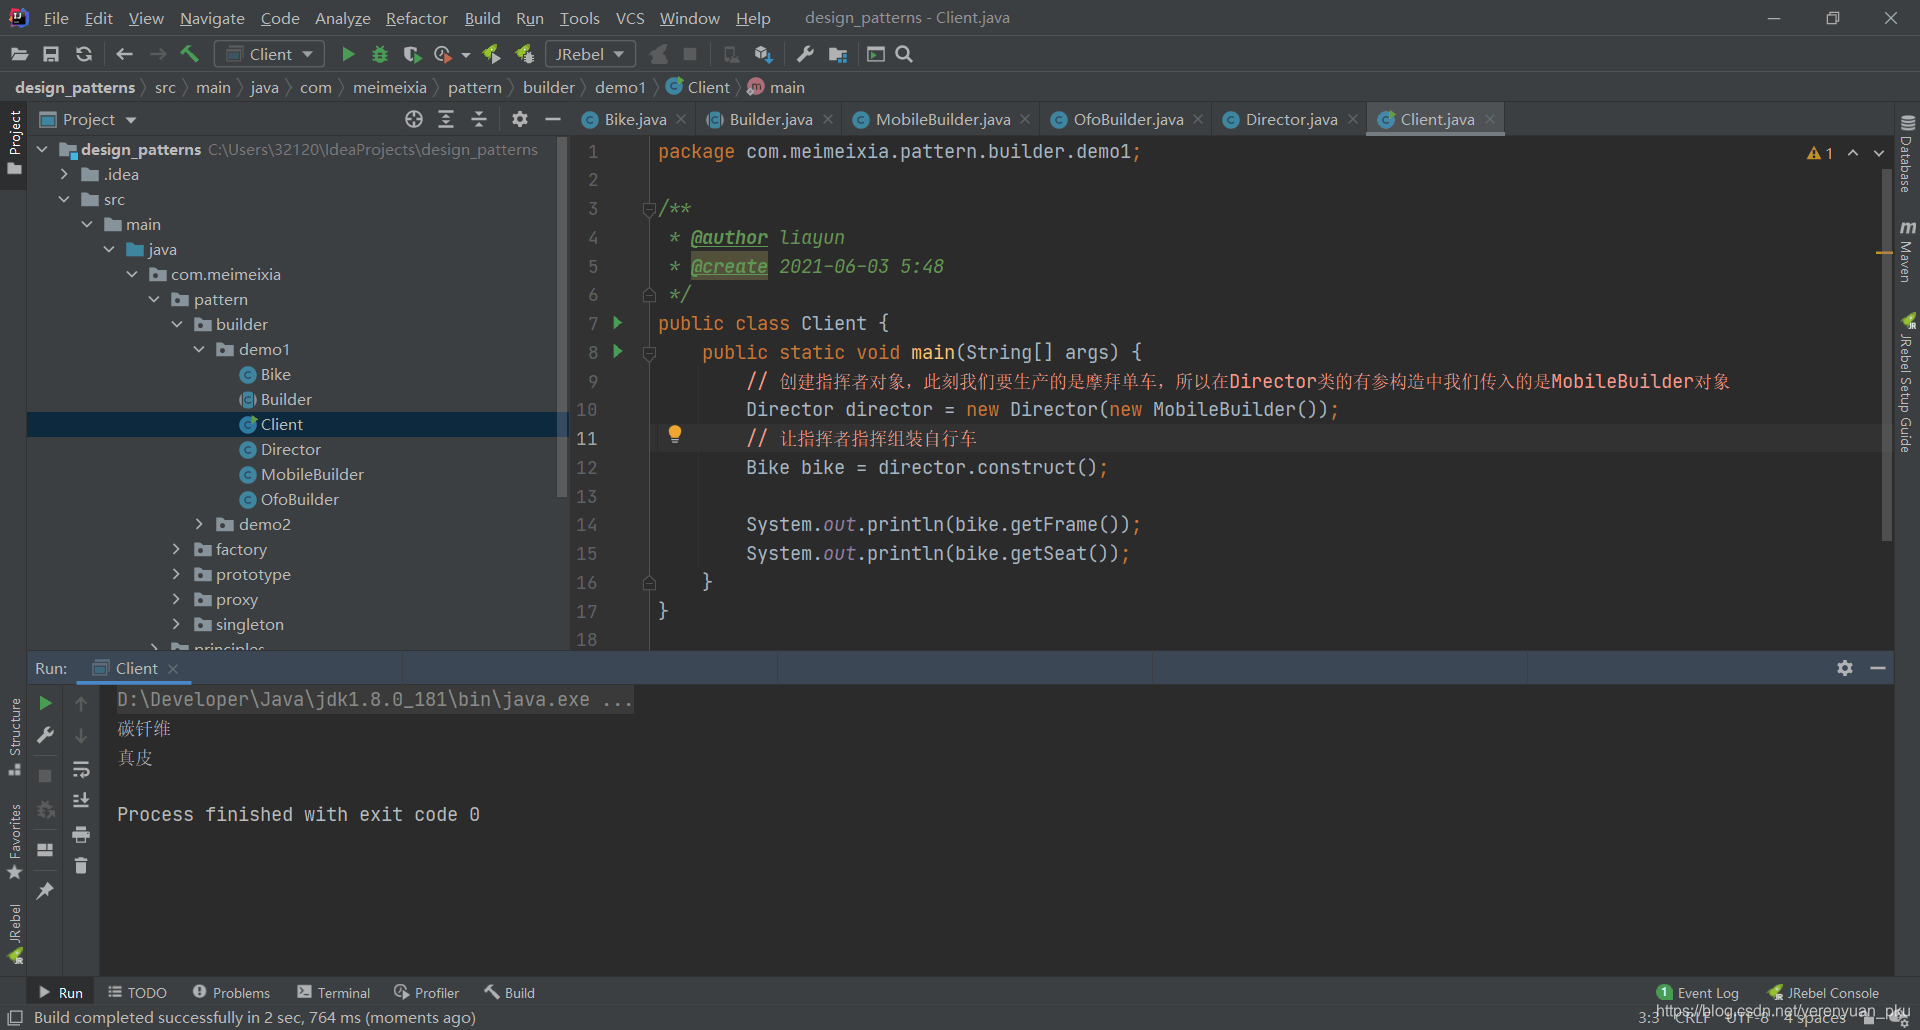 File Edit View Navigate Code Analyze Refactor Build Run Tools VCS Window Help design_patterns - Client.java
Client JRebel
design_patterns src main java com meimeixia pattern builder demo1 Client main
Project
Bike.java Builder.java MobileBuilder.java OfoBuilder.java Director.java Client.java
design_patterns C:\Users\32120\IdeaProjects\design_patterns
.idea
src
main
java
com.meimeixia
pattern
builder
demo1
Bike
Builder
Client
Director
MobileBuilder
OfoBuilder
demo2
factory
prototype
proxy
singleton
principles
1 package com.meimeixia.pattern.builder.demo1;
2
3 /**
4 * @author liayun
5 * @create 2021-06-03 5:48
6 */
7 public class Client {
8 public static void main(String[] args) {
9 // 创建指挥者对象，此刻我们要生产的是摩拜单车，所以在Director类的有参构造中我们传入的是MobileBuilder对象
10 Director director = new Director(new MobileBuilder());
11 // 让指挥者指挥组装自行车
12 Bike bike = director.construct();
13
14 System.out.println(bike.getFrame());
15 System.out.println(bike.getSeat());
16 }
17 }
18
1
Project
Structure
Favorites
JRebel
Database
Maven
JRebel Setup Guide
Run: Client
D:\Developer\Java\jdk1.8.0_181\bin\java.exe ...
碳钎维
真皮
Process finished with exit code 0
Run TODO Problems Terminal Profiler Build 1 Event Log JRebel Console
Build completed successfully in 2 sec, 764 ms (moments ago) 3:3 CRLF UTF-8 4 spaces
https://blog.csdn.net/yerenyuan_pku